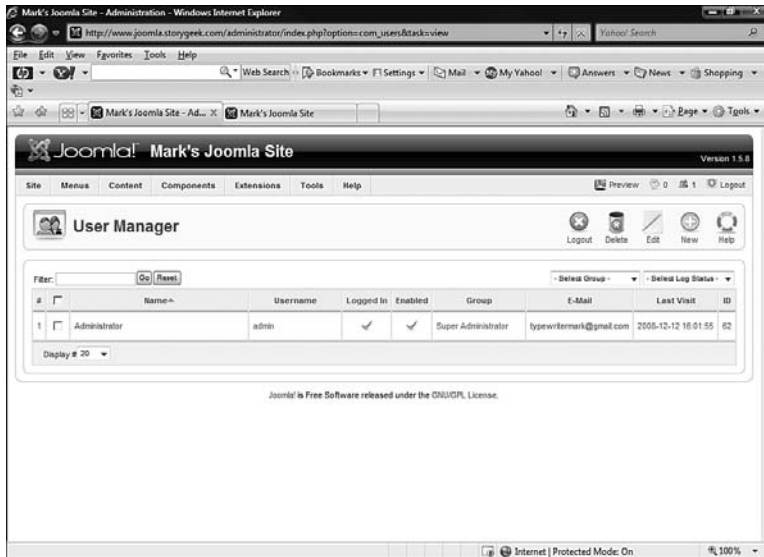 Mark's Joomla Site - Administration - Windows Internet Explorer
http://www.joomla.storygeek.com/administrator/index.php?option=com_users&task=view
Yahoo! Search
File Edit View Favorites Tools Help
Y! Web Search Bookmarks Settings Mail My Yahoo! Answers News Shopping
Mark's Joomla Site - Ad... X Mark's Joomla Site Page Tools
Joomla! Mark's Joomla Site
Version 1.5.8
Site Menus Content Components Extensions Tools Help Preview 0 1 Logout
User Manager
Logout Delete Edit New Help
Filter: Go Reset - Select Group - - Select Log Status -
# Name Username Logged In Enabled Group E-Mail Last Visit ID
1 Administrator admin Super Administrator typewritermark@gmail.com 2008-12-12 16:01:55 62
Display # 20
Joomla! is Free Software released under the GNU/GPL License.
Internet | Protected Mode: On 100%